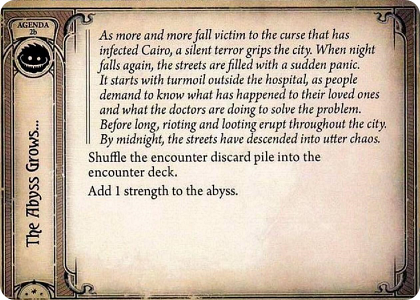 AGENDA
2b
The Abyss Grows...
As more and more fall victim to the curse that has
infected Cairo, a silent terror grips the city. When night
falls again, the streets are filled with a sudden panic.
It starts with turmoil outside the hospital, as people
demand to know what has happened to their loved ones
and what the doctors are doing to solve the problem.
Before long, rioting and looting erupt throughout the city.
By midnight, the streets have descended into utter chaos.
Shuffle the encounter discard pile into the
encounter deck.
Add 1 strength to the abyss.